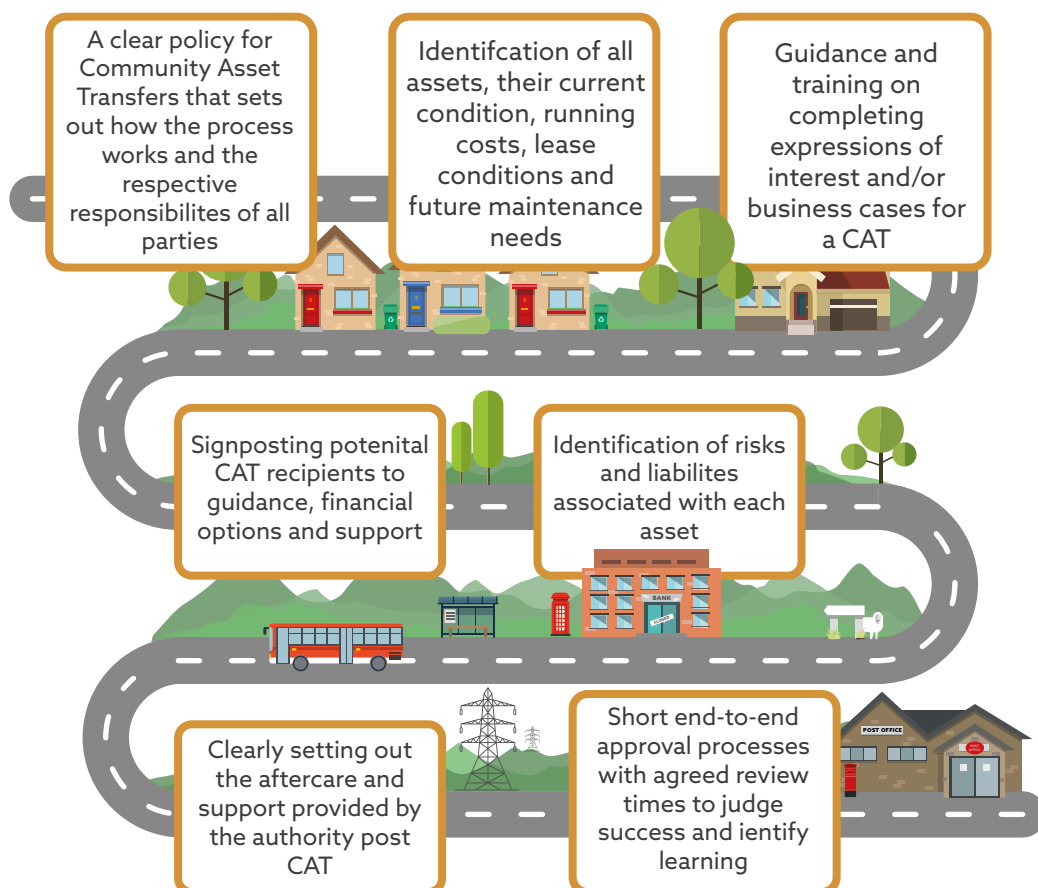 A clear policy for
Community Asset
Transfers that sets
out how the process
works and the
respective
responsibilites of all
parties
Identifcation of all
assets, their current
condition, running
costs, lease
conditions and
future maintenance
needs
Guidance and
training on
completing
expressions of
interest and/or
business cases for
a CAT
Signposting potenital
CAT recipients to
guidance, financial
options and support
Identification of risks
and liabilites
associated with each
asset
BANK
CLOSED
Clearly setting out
the aftercare and
support provided by
the authority post
CAT
Short end-to-end
approval processes
with agreed review
times to judge
success and ientify
learning
POST OFFICE
POST
OFFICE